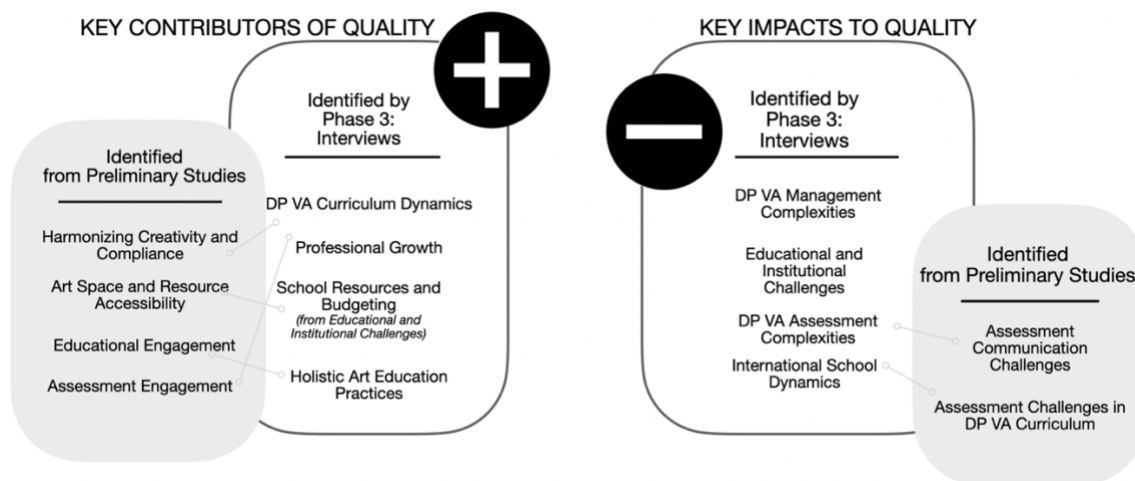 KEY CONTRIBUTORS OF QUALITY
Identified by
Phase 3:
Interviews
Identified
from Preliminary Studies
DP VA Curriculum Dynamics
Harmonizing Creativity and
Compliance
Professional Growth
Art Space and Resource
Accessibility
School Resources and
Budgeting
(from Educational and
Institutional Challenges)
Educational Engagement
Assessment Engagement
Holistic Art Education
Practices
KEY IMPACTS TO QUALITY
Identified by
Phase 3:
Interviews
DP VA Management
Complexities
Educational and
Institutional
Challenges
DP VA Assessment
Complexities
International School
Dynamics
Identified
from Preliminary Studies
Assessment
Communication
Challenges
Assessment Challenges in
DP VA Curriculum